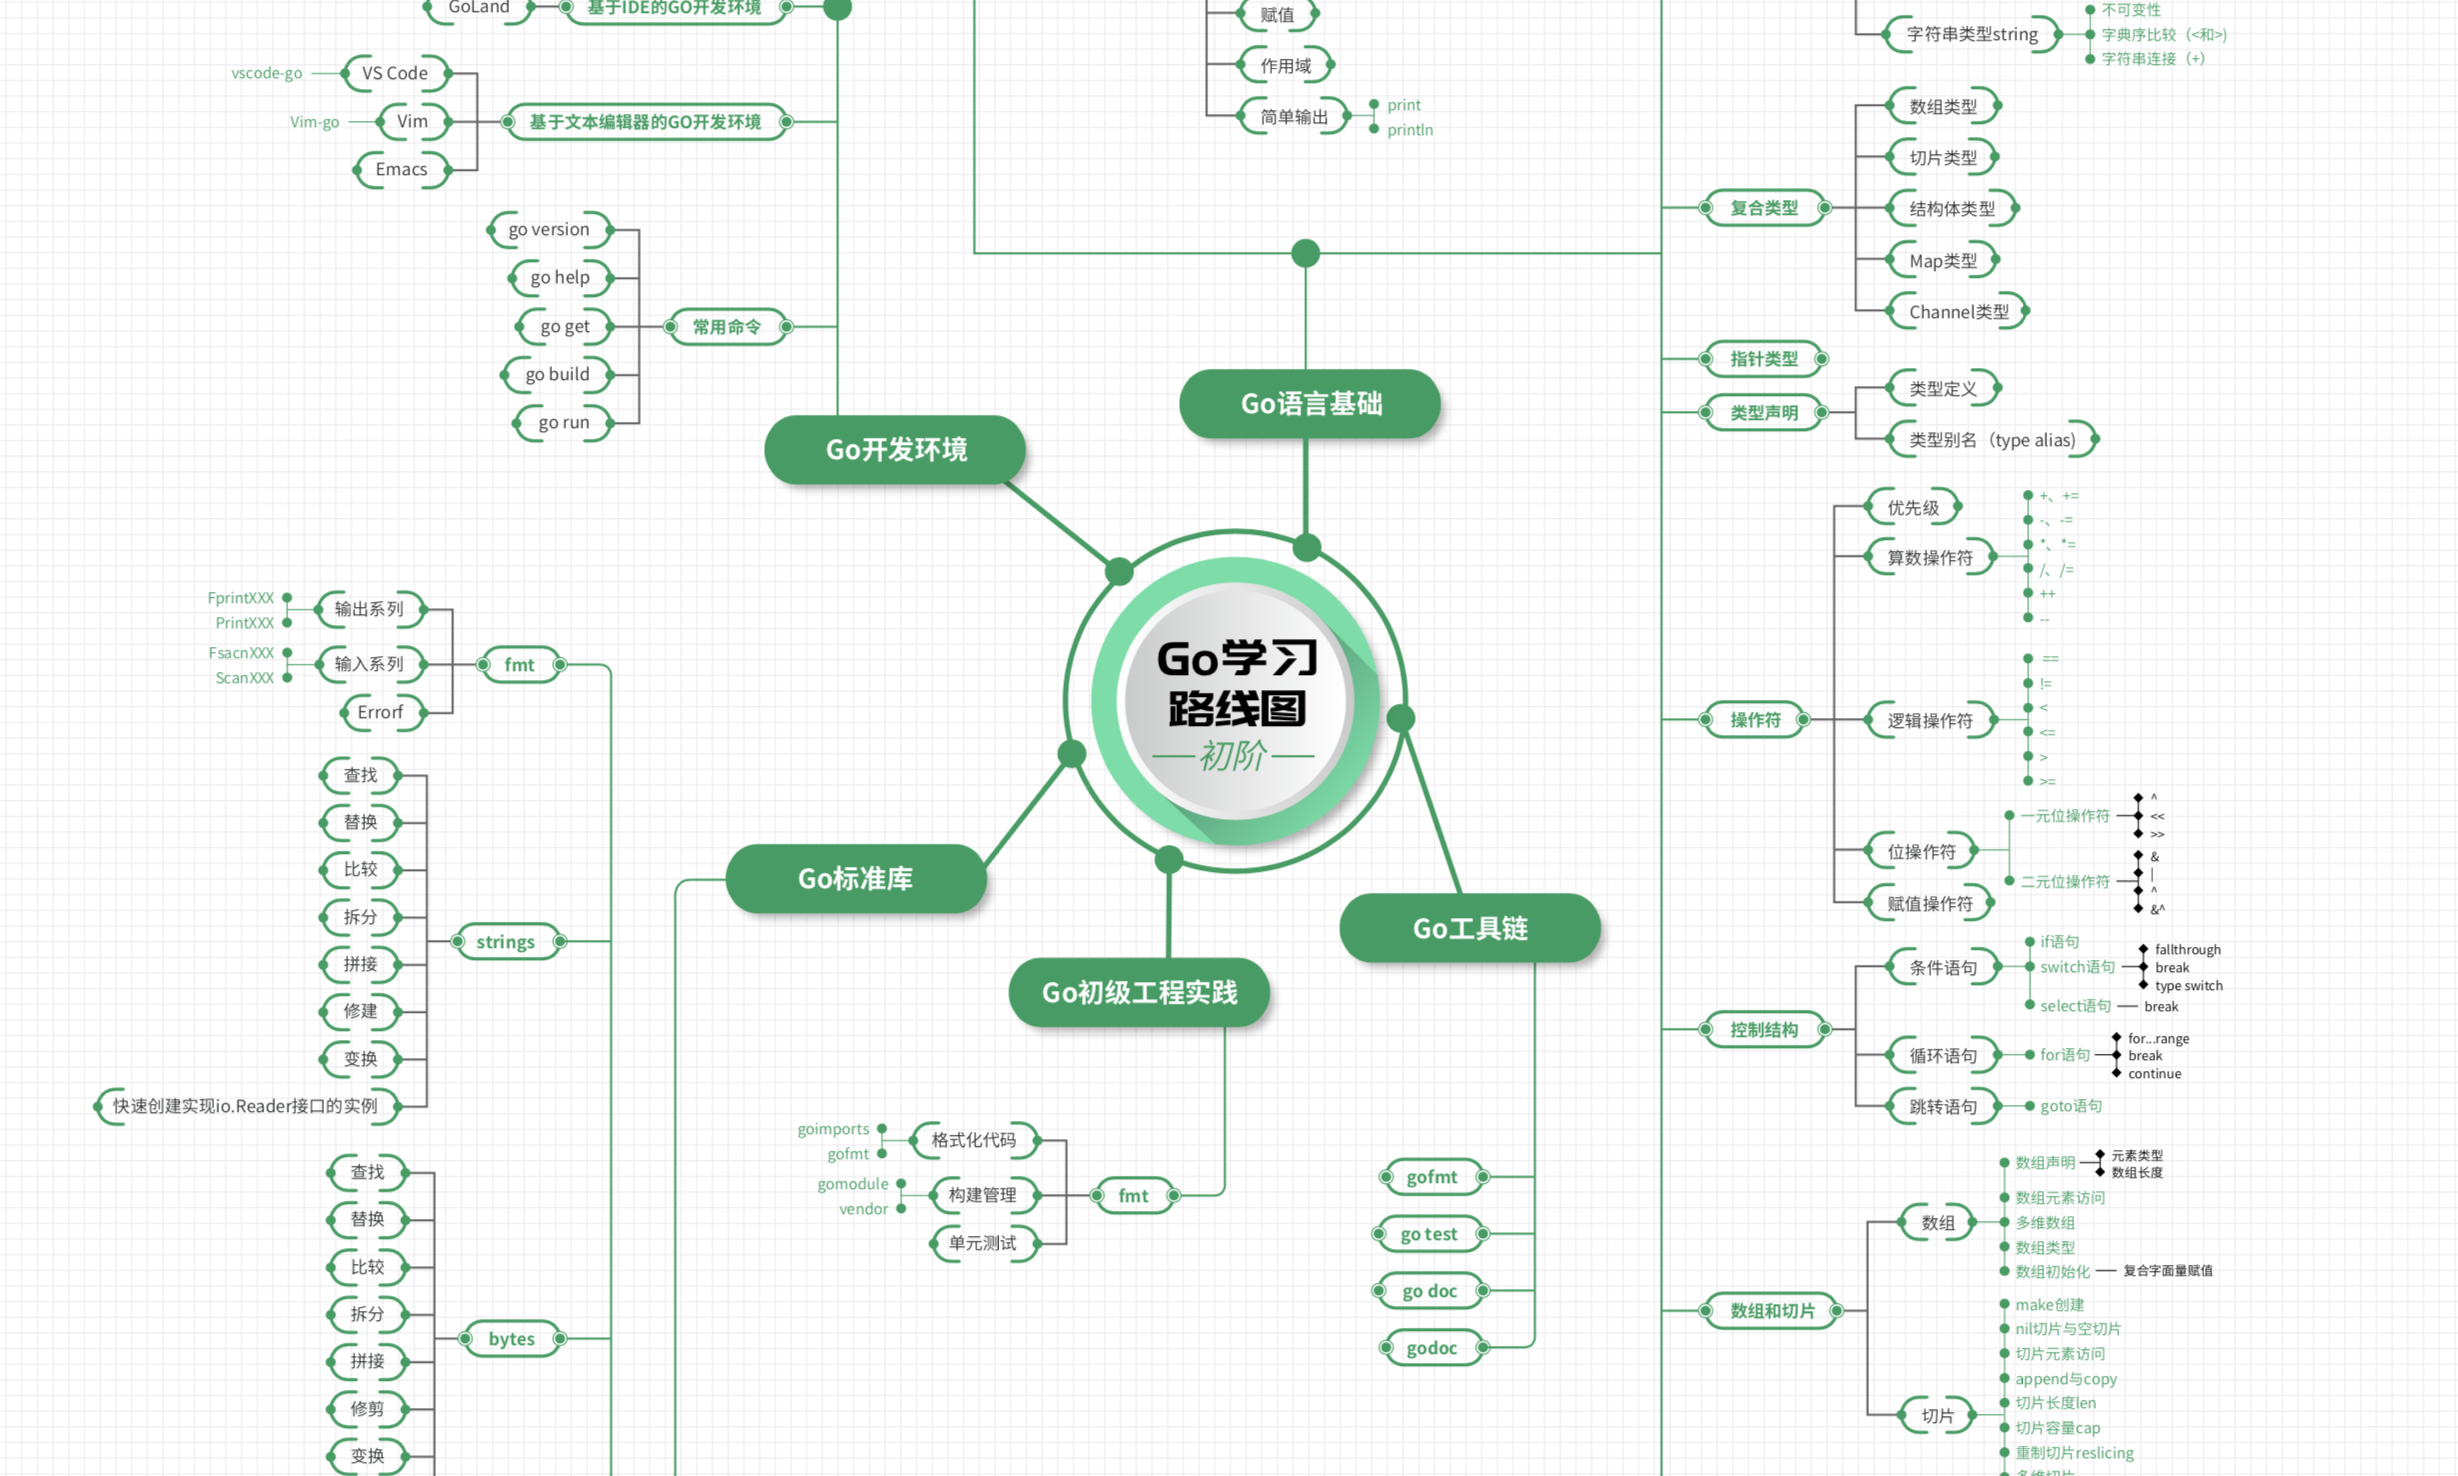 Go学习
路线图
初阶
Go开发环境
基于IDE的GO开发环境
GoLand
基于文本编辑器的GO开发环境
VS Code
vscode-go
Vim
Vim-go
Emacs
常用命令
go version
go help
go get
go build
go run
Go语言基础
赋值
作用域
简单输出
print
println
字符串类型string
不可变性
字典序比较（<和>)
字符串连接（+）
复合类型
数组类型
切片类型
结构体类型
Map类型
Channel类型
指针类型
类型声明
类型定义
类型别名（type alias)
操作符
优先级
算数操作符
+、+=
-、-=
*、*=
/、/=
++
--
逻辑操作符
==
!=
<
<=
>
>=
位操作符
一元位操作符
^
<<
>>
二元位操作符
&
|
^
&^
赋值操作符
控制结构
条件语句
if语句
switch语句
fallthrough
break
type switch
select语句
break
循环语句
for语句
for...range
break
continue
跳转语句
goto语句
数组和切片
数组
数组声明
元素类型
数组长度
数组元素访问
多维数组
数组类型
数组初始化
复合字面量赋值
切片
make创建
nil切片与空切片
切片元素访问
append与copy
切片长度len
切片容量cap
重制切片reslicing
Go标准库
fmt
输出系列
FprintXXX
PrintXXX
输入系列
FsacnXXX
ScanXXX
Errorf
strings
查找
替换
比较
拆分
拼接
修建
变换
快速创建实现io.Reader接口的实例
bytes
查找
替换
比较
拆分
拼接
修剪
变换
Go初级工程实践
fmt
格式化代码
goimports
gofmt
构建管理
gomodule
vendor
单元测试
Go工具链
gofmt
go test
go doc
godoc